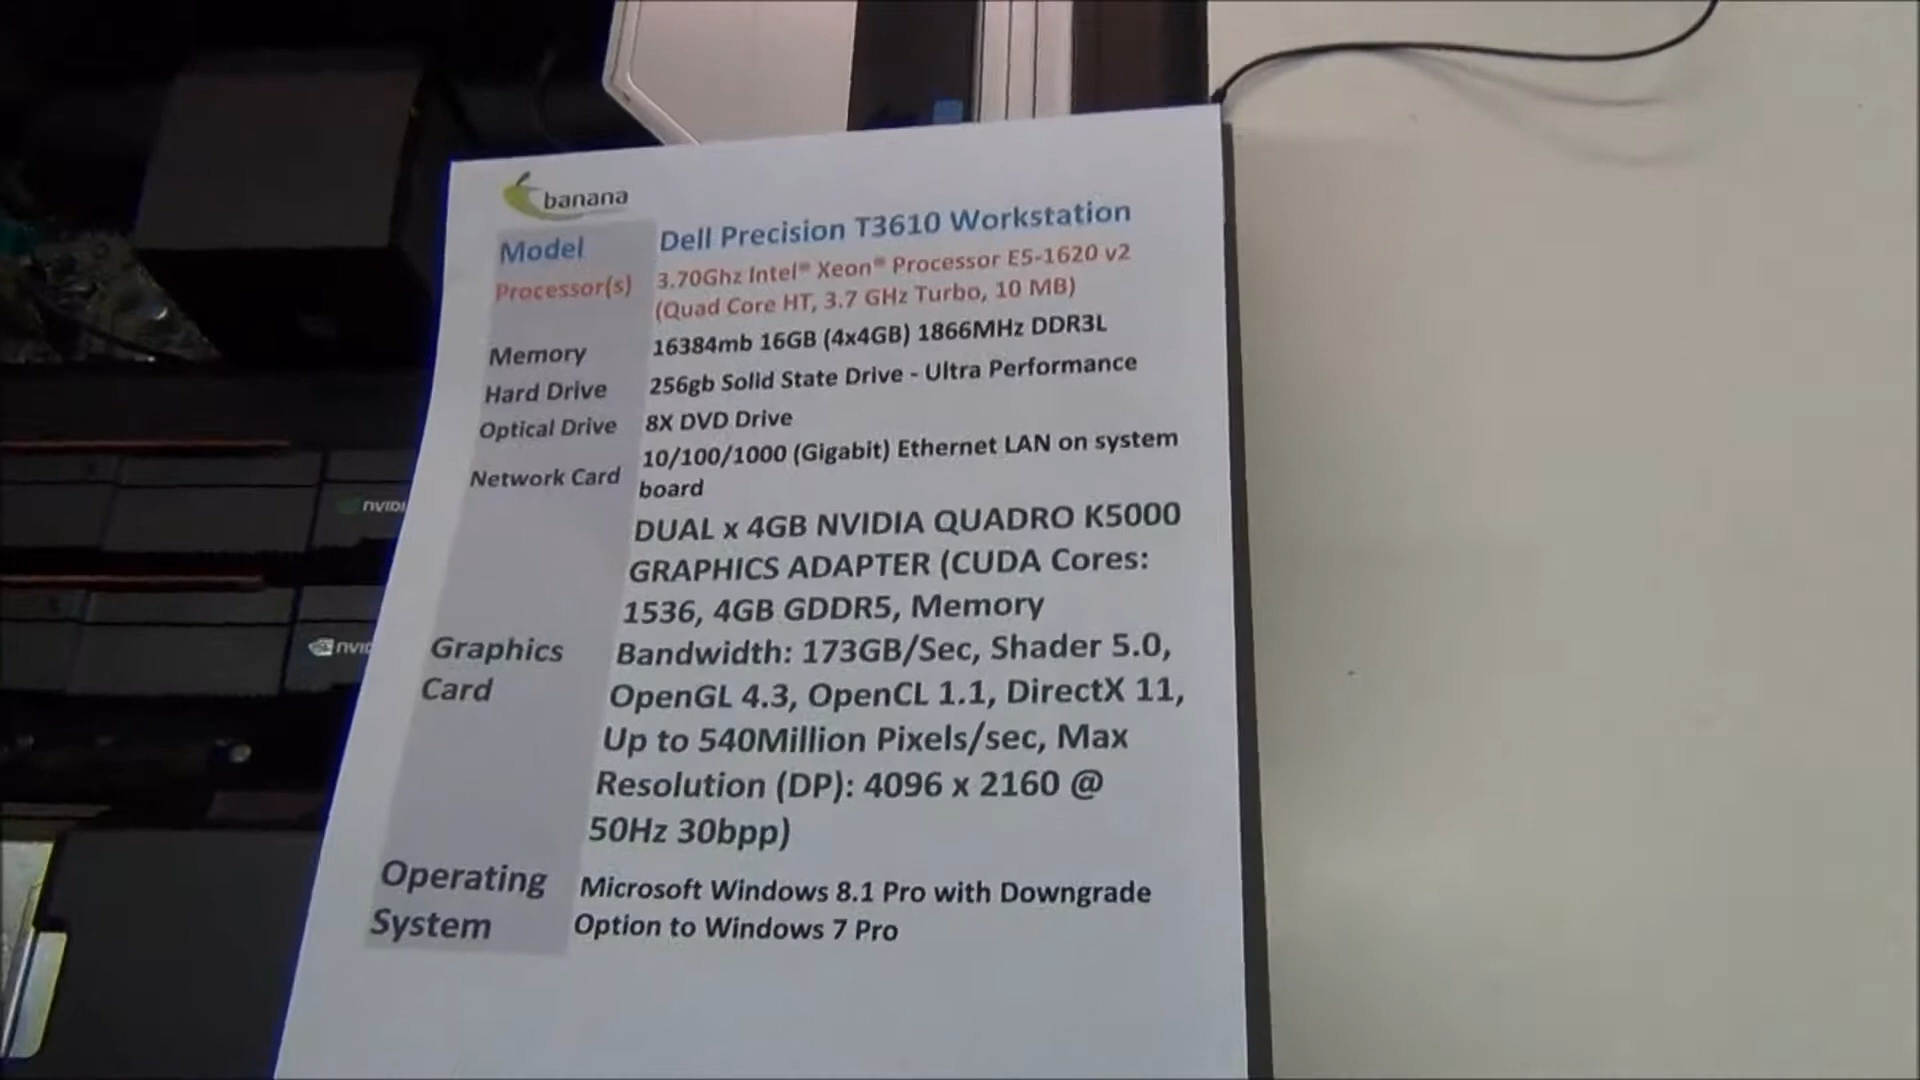 banana
Model Dell Precision T3610 Workstation
Processor(s) 3.70Ghz Intel® Xeon® Processor E5-1620 v2
(Quad Core HT, 3.7 GHz Turbo, 10 MB)
Memory 16384mb 16GB (4x4GB) 1866MHz DDR3L
Hard Drive 256gb Solid State Drive - Ultra Performance
Optical Drive 8X DVD Drive
Network Card 10/100/1000 (Gigabit) Ethernet LAN on system
board
DUAL x 4GB NVIDIA QUADRO K5000
GRAPHICS ADAPTER (CUDA Cores:
1536, 4GB GDDR5, Memory
Graphics Bandwidth: 173GB/Sec, Shader 5.0,
Card OpenGL 4.3, OpenCL 1.1, DirectX 11,
Up to 540Million Pixels/sec, Max
Resolution (DP): 4096 x 2160 @
50Hz 30bpp)
Operating Microsoft Windows 8.1 Pro with Downgrade
System Option to Windows 7 Pro
NVIDI
NVID